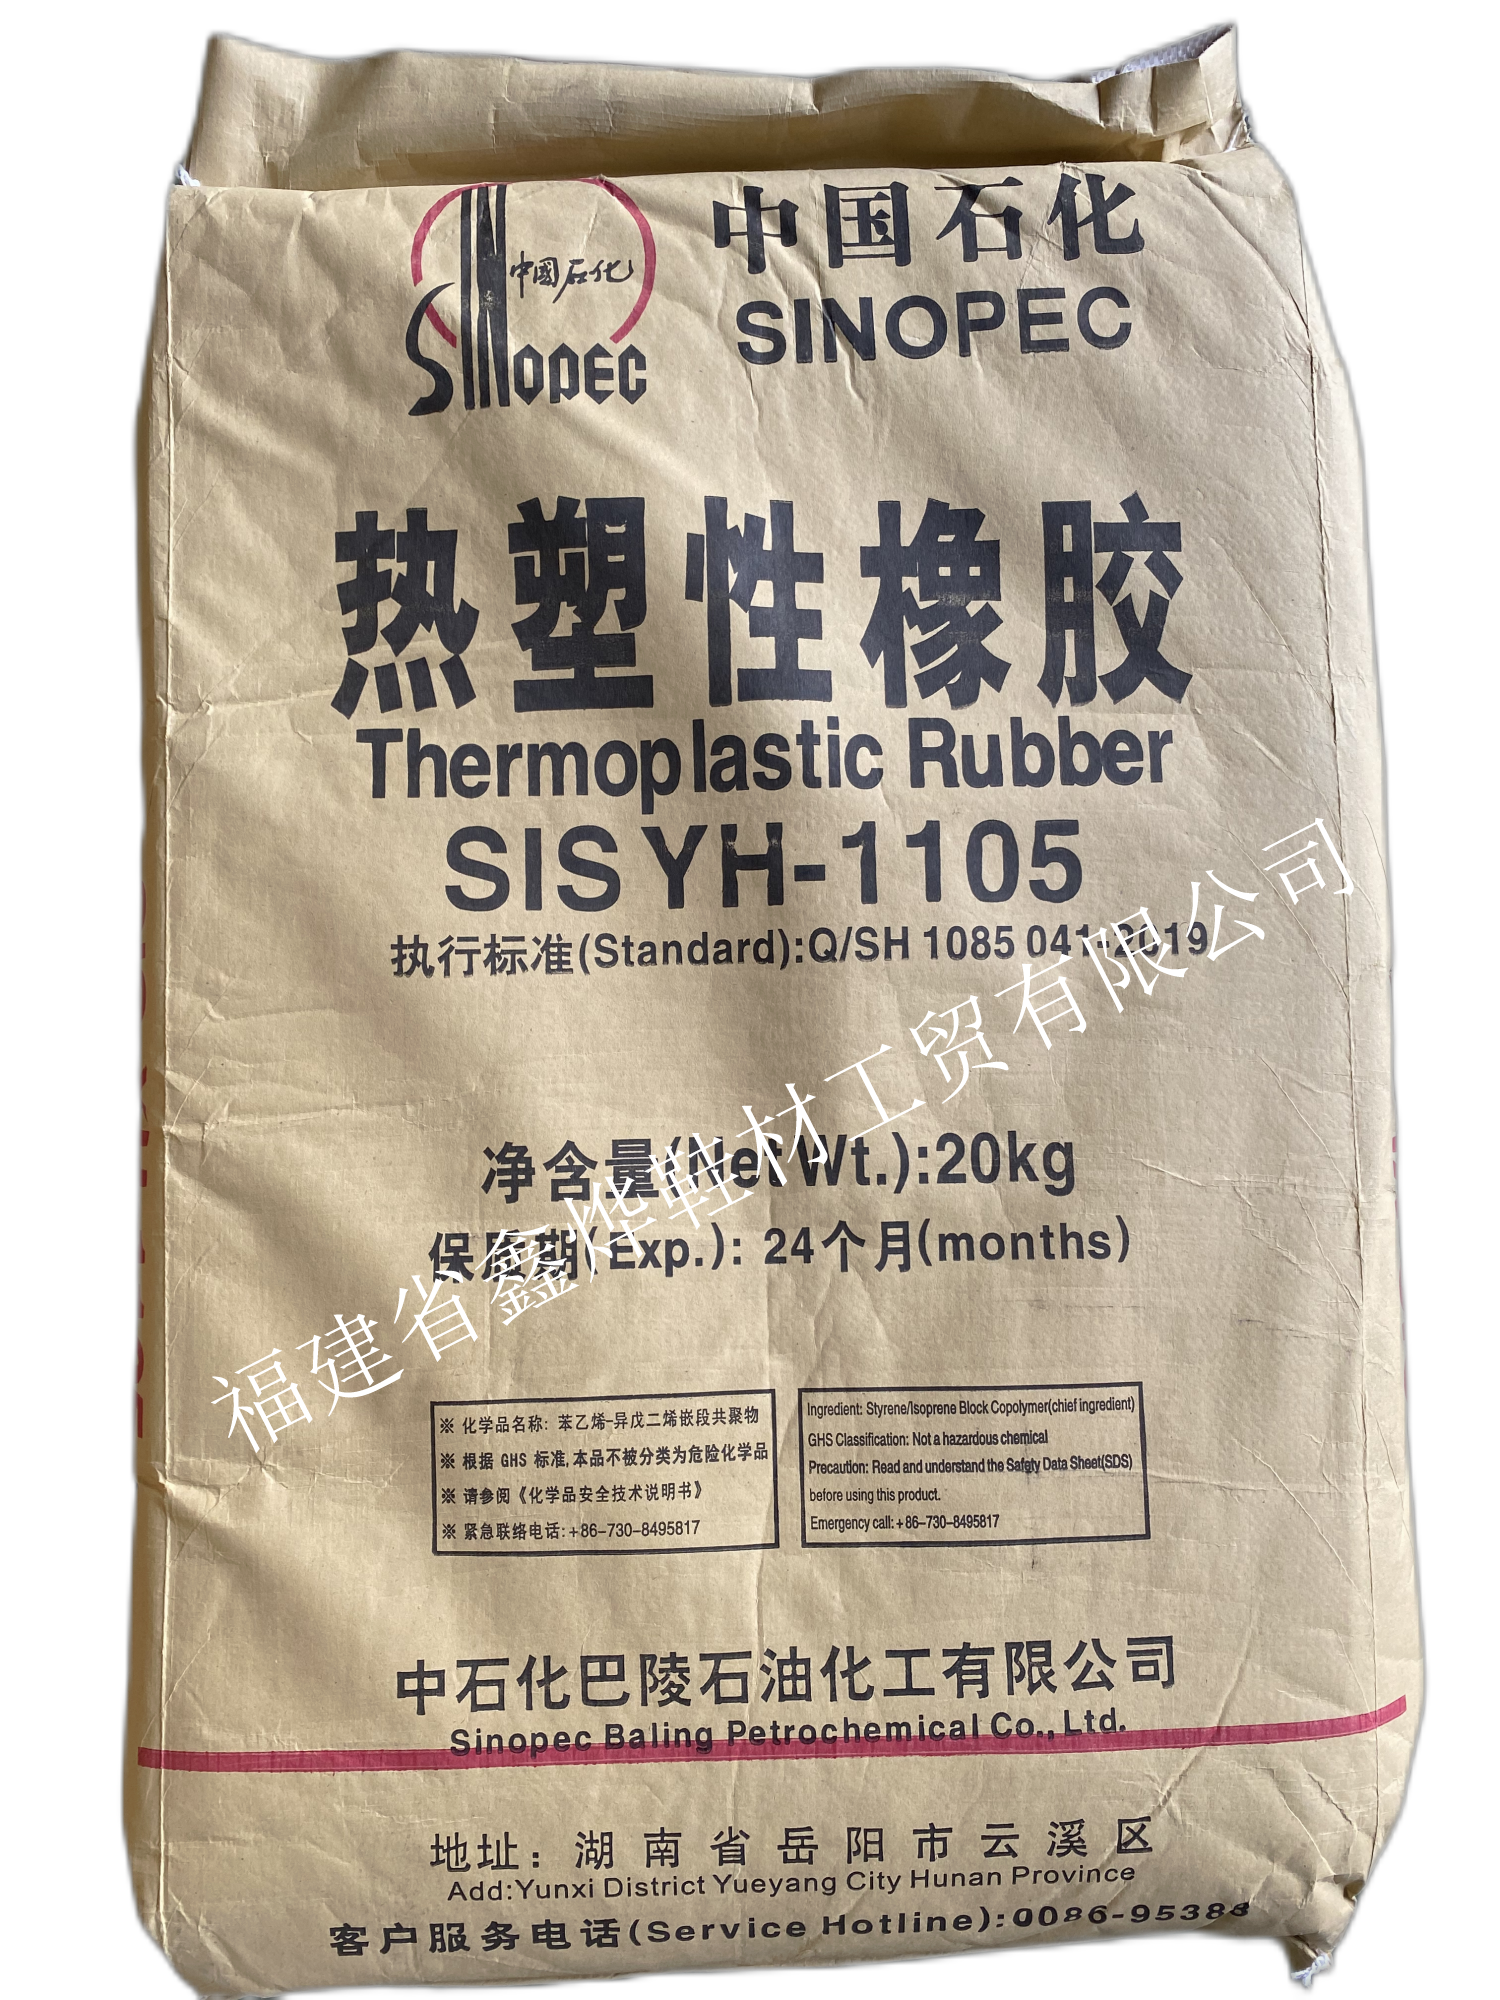 中國石化
SINOPEC
中国石化
SINOPEC
热塑性橡胶
Thermoplastic Rubber
SIS YH-1105
执行标准(Standard):Q/SH 1085 041-2019
净含量(Net Wt.):20kg
保质期(Exp.): 24个月(months)
福建省鑫烨鞋材工贸有限公司
※ 化学品名称: 苯乙烯-异戊二烯嵌段共聚物
※ 根据 GHS 标准,本品不被分类为危险化学品
※ 请参阅《化学品安全技术说明书》
※ 紧急联络电话:+86-730-8495817
Ingredient: Styrene/Isoprene Block Copolymer(chief ingredient)
GHS Classification: Not a hazardous chemical
Precaution: Read and understand the Safety Data Sheet(SDS)
before using this product.
Emergency call: +86-730-8495817
中石化巴陵石油化工有限公司
Sinopec Baling Petrochemical Co., Ltd.
地址: 湖南省岳阳市云溪区
Add:Yunxi District Yueyang City Hunan Province
客户服务电话(Service Hotline):0086-95388